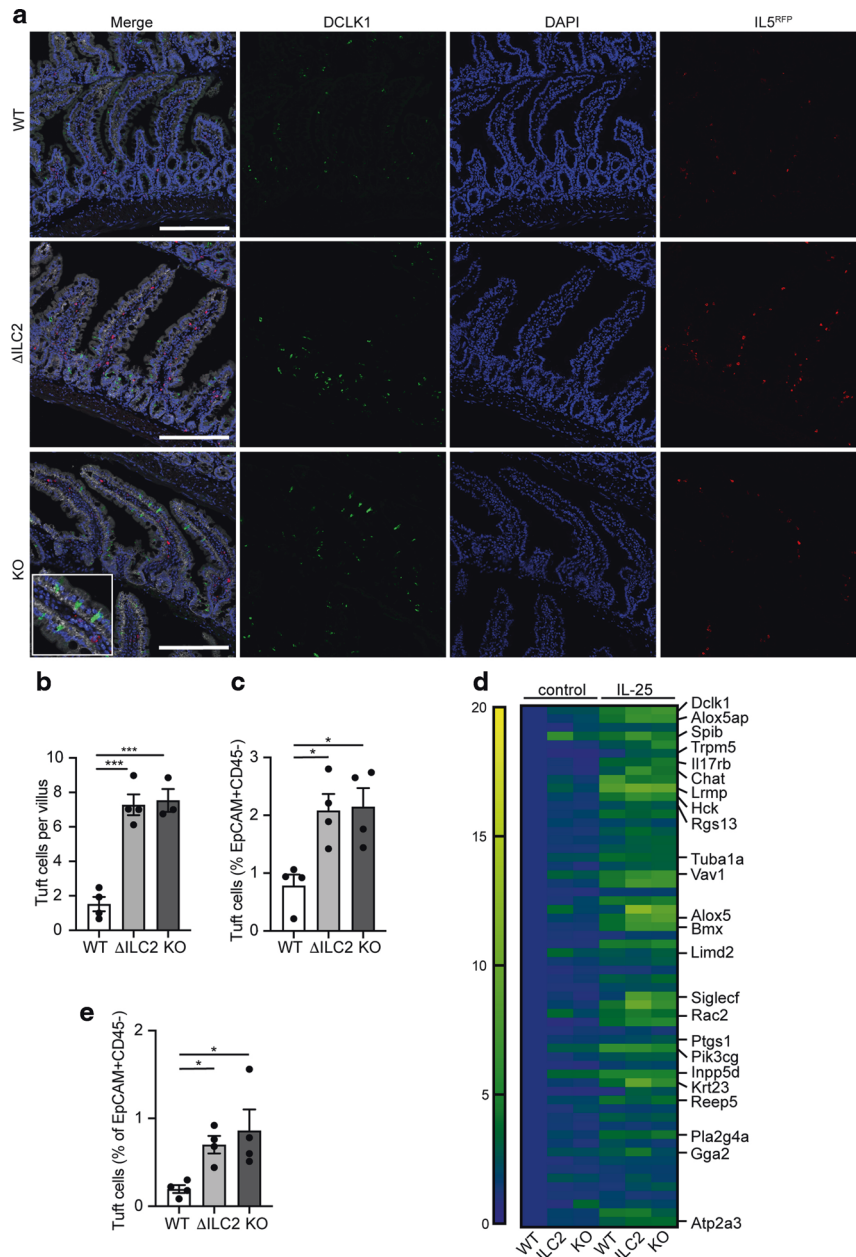 a
Merge DCLK1 DAPI IL5RFP
WT
ΔILC2
KO
b
Tuft cells per villus
10
8
6
4
2
0
***
***
WT ΔILC2 KO
c
Tuft cells (% EpCAM+CD45-)
3
2
1
0
*
*
WT ΔILC2 KO
d
control IL-25
20
15
10
5
0
Dclk1
Alox5ap
Spib
Trpm5
Il17rb
Chat
Lrmp
Hck
Rgs13
Tuba1a
Vav1
Alox5
Bmx
Limd2
Siglecf
Rac2
Ptgs1
Pik3cg
Inpp5d
Krt23
Reep5
Pla2g4a
Gga2
Atp2a3
WT ILC2 KO WT ILC2 KO
e
Tuft cells (% of EpCAM+CD45-)
2
1
0
*
*
WT ΔILC2 KO